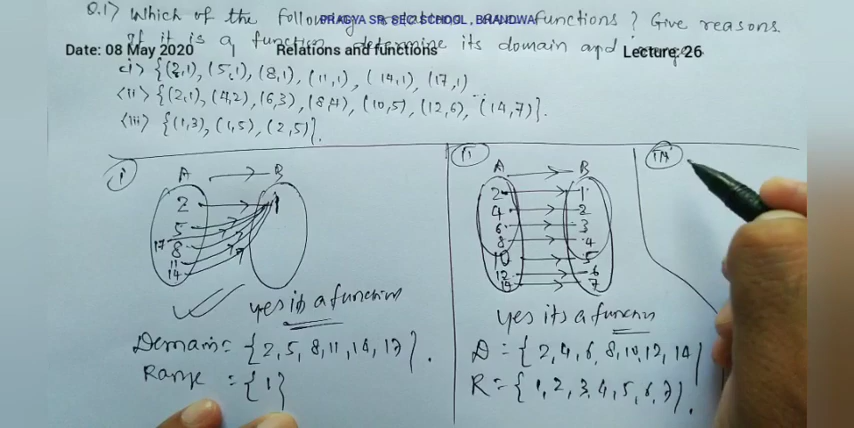 Q.1> Which of the following relations are functions? Give reasons.
PRAGYA SR. SEC SCHOOL, BHANDWA
If it is a function, determine its domain and range
Date: 08 May 2020 Relations and functions Lecture: 26
(i) {(2,1), (5,1), (8,1), (11,1), (14,1), (17,1)
(ii) {(2,1), (4,2), (6,3), (8,4), (10,5), (12,6), (14,7)}.
(iii) {(1,3), (1,5), (2,5)}.
(I)
A → B
2 1
5
17
8
11
14
yes its a function
Demain = {2, 5, 8, 11, 14, 17}.
Range = {1}
(II)
A → B
2 1
4 2
6 3
8 4
10 5
12 6
14 7
yes its a function
D = {2, 4, 6, 8, 10, 12, 14}
R = {1, 2, 3, 4, 5, 6, 7}.
(III)